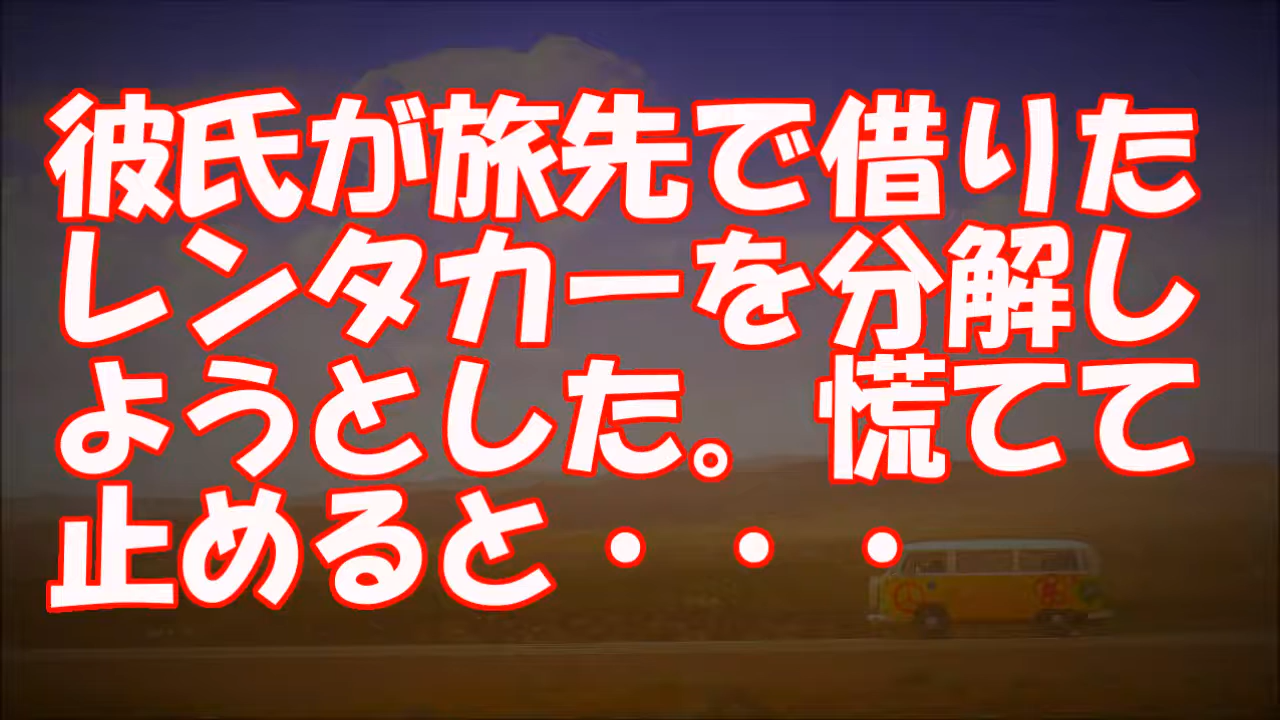 彼氏が旅先で借りた
レンタカーを分解し
ようとした。慌てて
止めると・・・